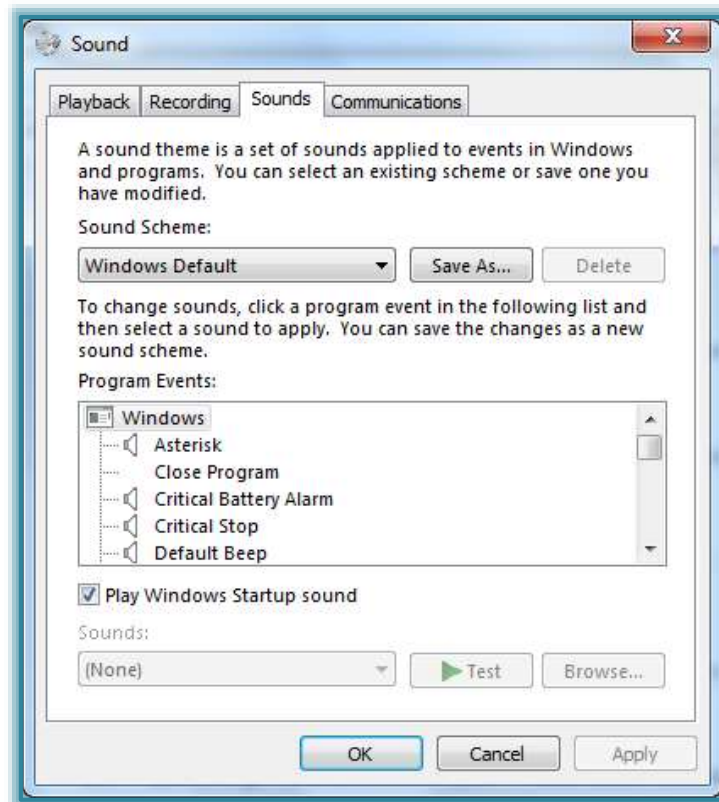 Sound
Playback Recording Sounds Communications
A sound theme is a set of sounds applied to events in Windows
and programs. You can select an existing scheme or save one you
have modified.
Sound Scheme:
Windows Default Save As... Delete
To change sounds, click a program event in the following list and
then select a sound to apply. You can save the changes as a new
sound scheme.
Program Events:
Windows
Asterisk
Close Program
Critical Battery Alarm
Critical Stop
Default Beep
Play Windows Startup sound
Sounds:
(None) Test Browse...
OK Cancel Apply